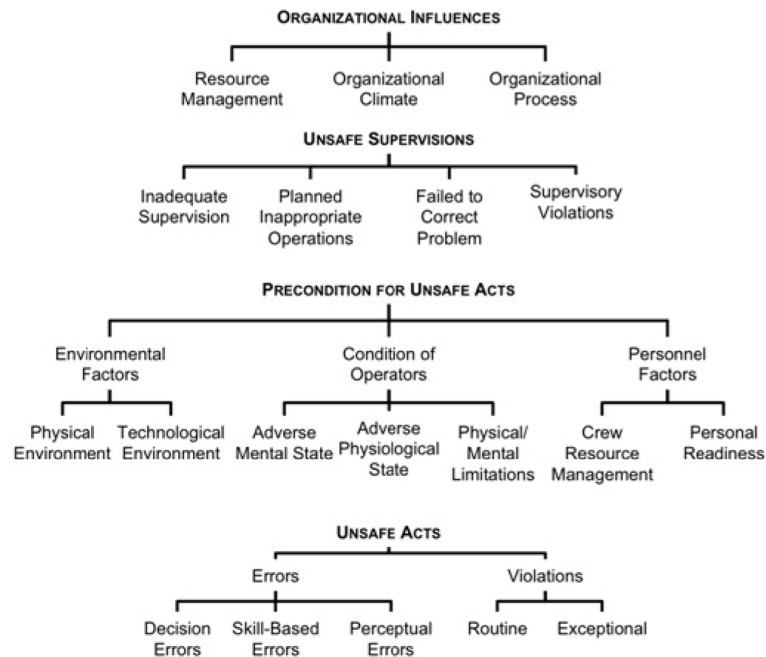 ORGANIZATIONAL INFLUENCES
Resource
Management
Organizational
Climate
Organizational
Process
UNSAFE SUPERVISIONS
Inadequate
Supervision
Planned
Inappropriate
Operations
Failed to
Correct
Problem
Supervisory
Violations
PRECONDITION FOR UNSAFE ACTS
Environmental
Factors
Condition of
Operators
Personnel
Factors
Physical
Environment
Technological
Environment
Adverse
Mental State
Adverse
Physiological
State
Physical/
Mental
Limitations
Crew
Resource
Management
Personal
Readiness
UNSAFE ACTS
Errors
Violations
Decision
Errors
Skill-Based
Errors
Perceptual
Errors
Routine
Exceptional